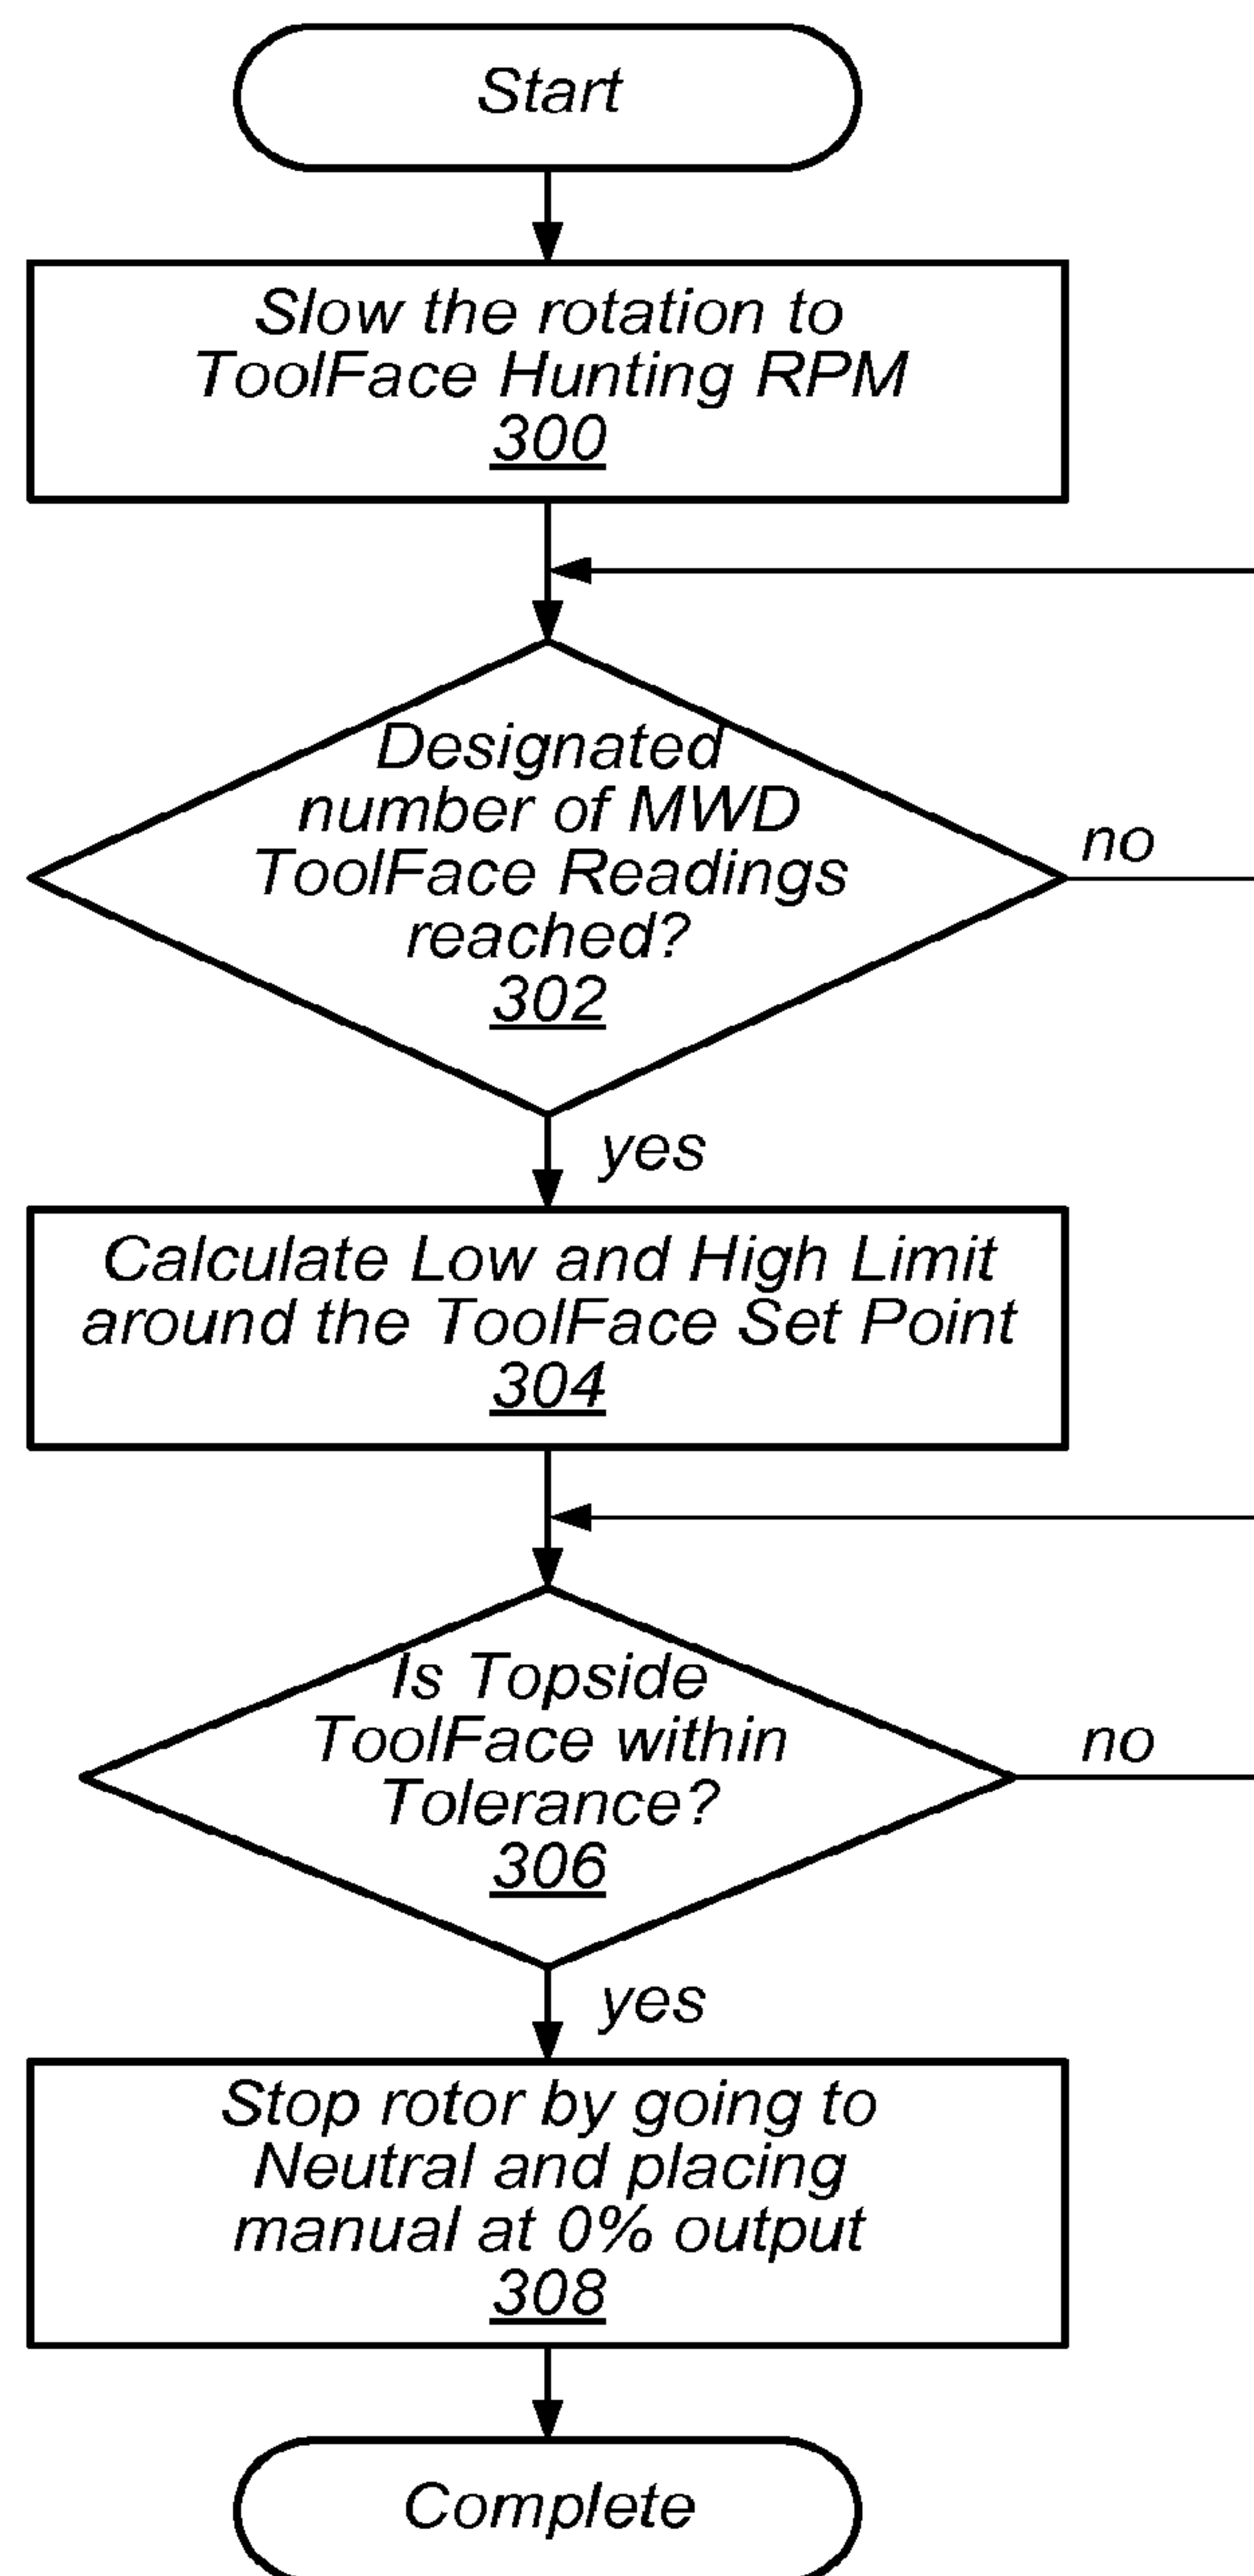 Start
Slow the rotation to
ToolFace Hunting RPM
300
Designated
number of MWD
ToolFace Readings
reached?
302
no
yes
Calculate Low and High Limit
around the ToolFace Set Point
304
Is Topside
ToolFace within
Tolerance?
306
no
yes
Stop rotor by going to
Neutral and placing
manual at 0% output
308
Complete